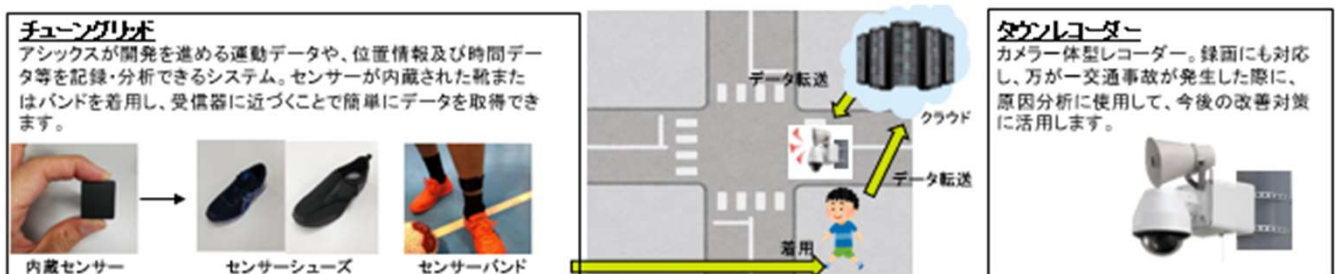 チューングリッド
アシックスが開発を進める運動データや、位置情報及び時間デー
タ等を記録・分析できるシステム。センサーが内蔵された靴また
はバンドを着用し、受信器に近づくことで簡単にデータを取得でき
ます。
内蔵センサー
センサーシューズ
センサーバンド
データ転送
クラウド
データ転送
着用
タウンレコーダー
カメラ一体型レコーダー。録画にも対応
し、万が一交通事故が発生した際に、
原因分析に使用して、今後の改善対策
に活用します。